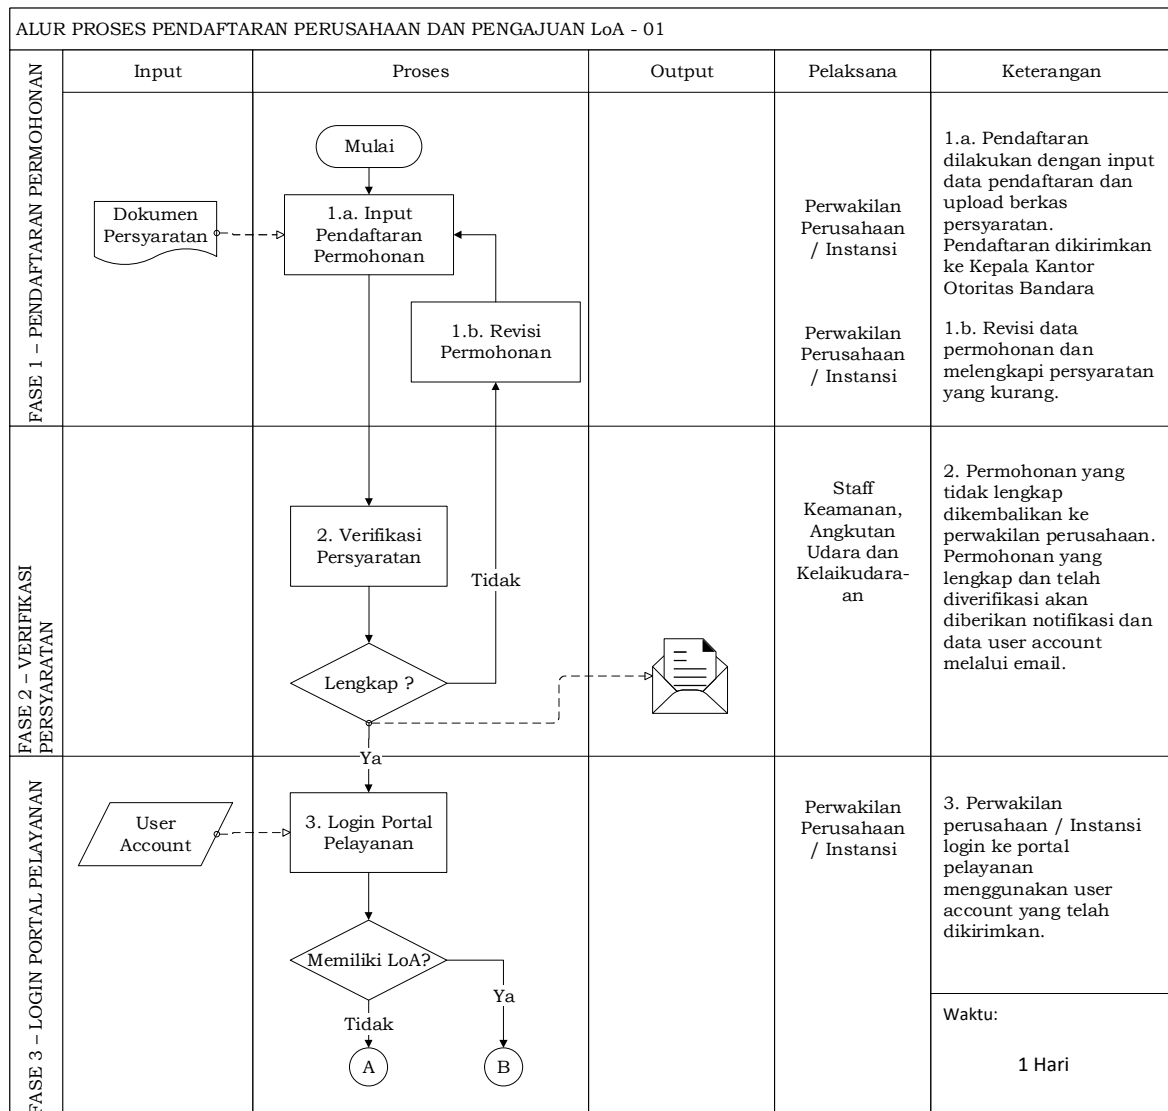 ALUR PROSES PENDAFTARAN PERUSAHAAN DAN PENGAJUAN LoA - 01
Input
Proses
Output
Pelaksana
Keterangan
FASE 1 – PENDAFTARAN PERMOHONAN
Mulai
Dokumen
Persyaratan
1.a. Input
Pendaftaran
Permohonan
1.b. Revisi
Permohonan
Perwakilan
Perusahaan
/ Instansi
Perwakilan
Perusahaan
/ Instansi
1.a. Pendaftaran
dilakukan dengan input
data pendaftaran dan
upload berkas
persyaratan.
Pendaftaran dikirimkan
ke Kepala Kantor
Otoritas Bandara
1.b. Revisi data
permohonan dan
melengkapi persyaratan
yang kurang.
FASE 2 – VERIFIKASI
PERSYARATAN
2. Verifikasi
Persyaratan
Tidak
Lengkap ?
Ya
Staff
Keamanan,
Angkutan
Udara dan
Kelaikudara-
an
2. Permohonan yang
tidak lengkap
dikembalikan ke
perwakilan perusahaan.
Permohonan yang
lengkap dan telah
diverifikasi akan
diberikan notifikasi dan
data user account
melalui email.
FASE 3 – LOGIN PORTAL PELAYANAN
User
Account
3. Login Portal
Pelayanan
Memiliki LoA?
Ya
Tidak
A
B
Perwakilan
Perusahaan
/ Instansi
3. Perwakilan
perusahaan / Instansi
login ke portal
pelayanan
menggunakan user
account yang telah
dikirimkan.
Waktu:
1 Hari